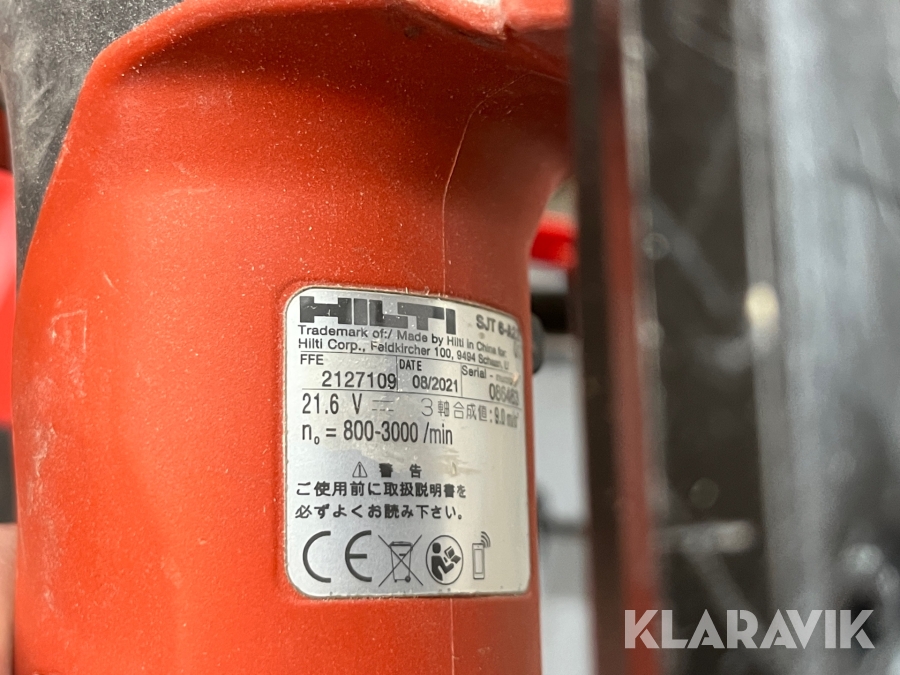 HILTI SJT 6-A22
Trademark of:/ Made by Hilti in China for:
Hilti Corp., Feldkircher 100, 9494 Schaan, LI
FFE DATE Serial -
2127109 08/2021 086483
21.6 V ⎓ 3軸合成値: 9.0 m/s²
n₀ = 800-3000 /min
⚠ 警告
ご使用前に取扱説明書を
必ずよくお読み下さい。
CE
KLARAVIK